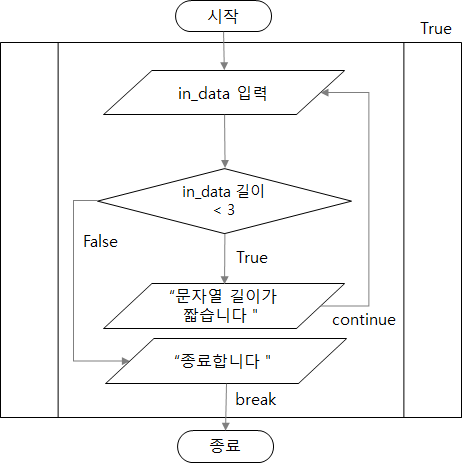 시작
True
in_data 입력
in_data 길이
< 3
False
True
“문자열 길이가
짧습니다 "
continue
“종료합니다 "
break
종료